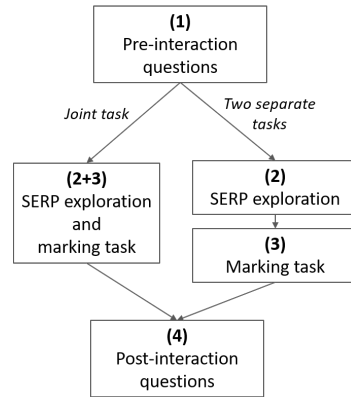 (1)
Pre-interaction
questions
Joint task
Two separate
tasks
(2+3)
SERP exploration
and
marking task
(2)
SERP exploration
(3)
Marking task
(4)
Post-interaction
questions